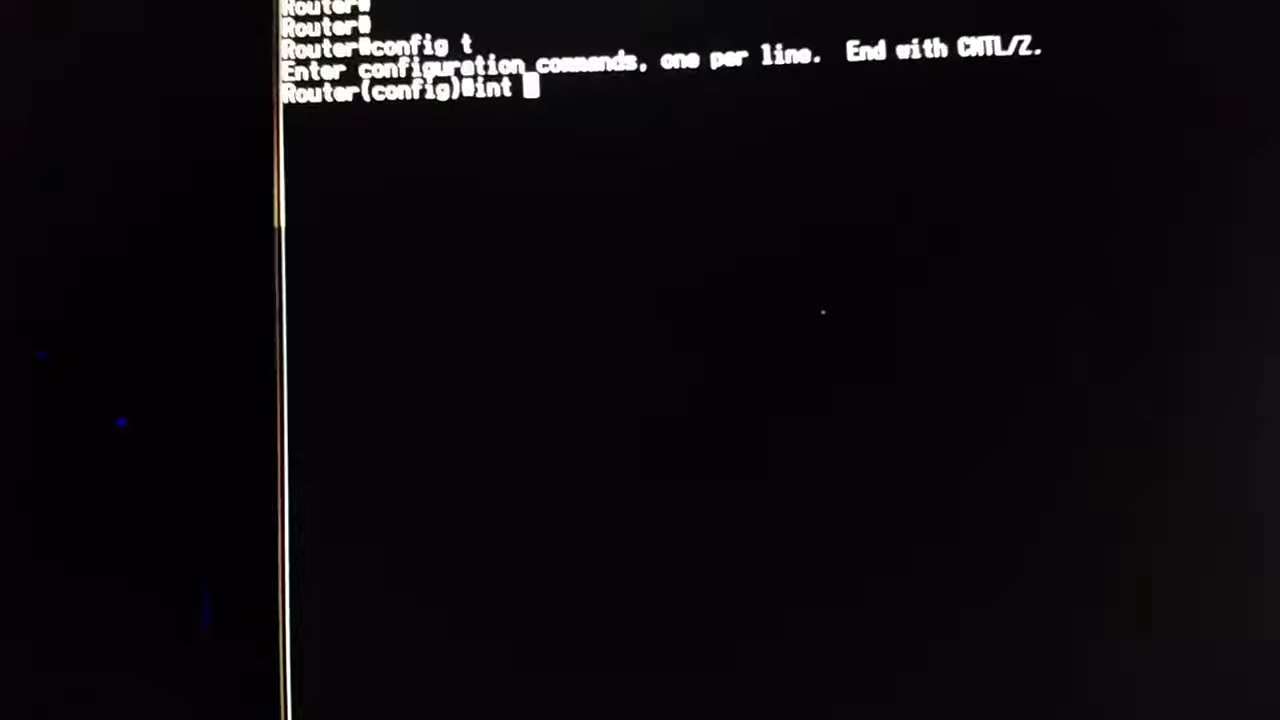 Router#
Router#
Router#config t
Enter configuration commands, one per line.  End with CNTL/Z.
Router(config)#int